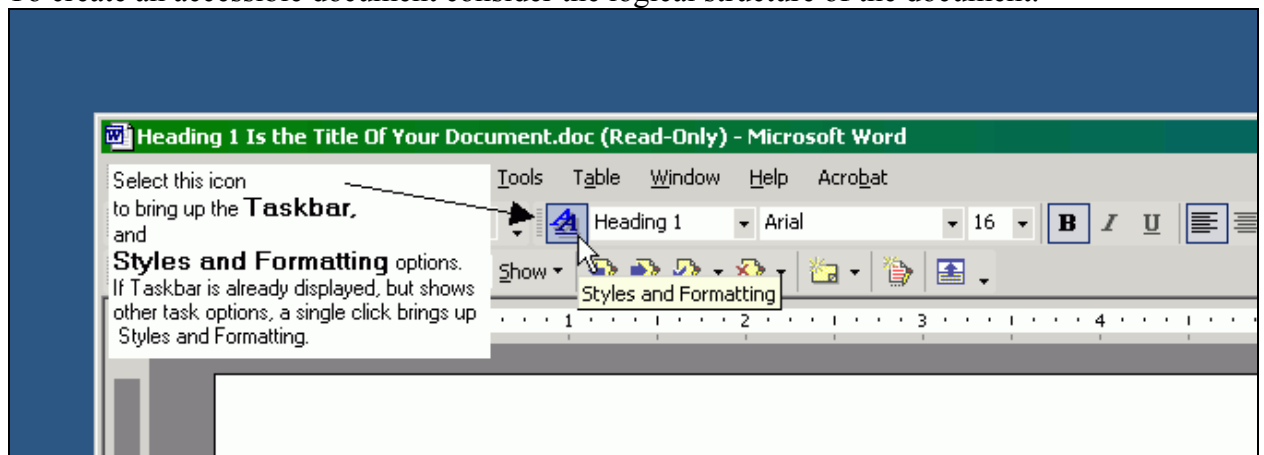 To create an accessible document consider the logical structure of the document.
Heading 1 Is the Title Of Your Document.doc (Read-Only) - Microsoft Word
Select this icon
to bring up the Taskbar,
and
Styles and Formatting options.
If Taskbar is already displayed, but shows
other task options, a single click brings up
Styles and Formatting.
Tools Table Window Help Acrobat
Heading 1 Arial 16 B I U
Show
Styles and Formatting
1 2 3 4